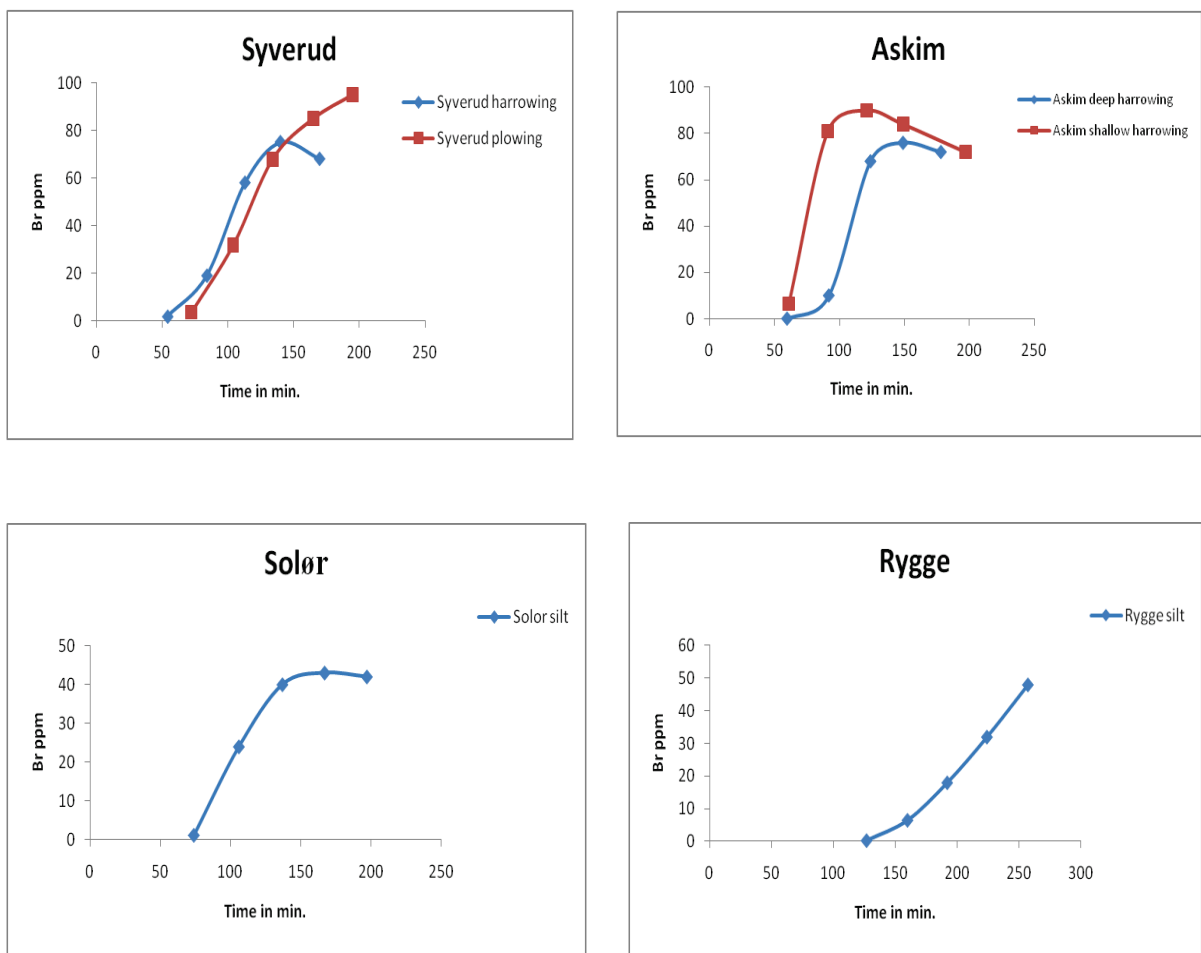 Syverud
Syverud harrowing
Syverud plowing
100
80
60
40
20
0
Br ppm
0 50 100 150 200 250
Time in min.
Askim
Askim deep harrowing
Askim shallow harrowing
100
80
60
40
20
0
Br ppm
0 50 100 150 200 250
Time in min.
Solør
Solor silt
50
40
30
20
10
0
Br ppm
0 50 100 150 200 250
Time in min.
Rygge
Rygge silt
60
50
40
30
20
10
0
Br ppm
0 50 100 150 200 250 300
Time in min.